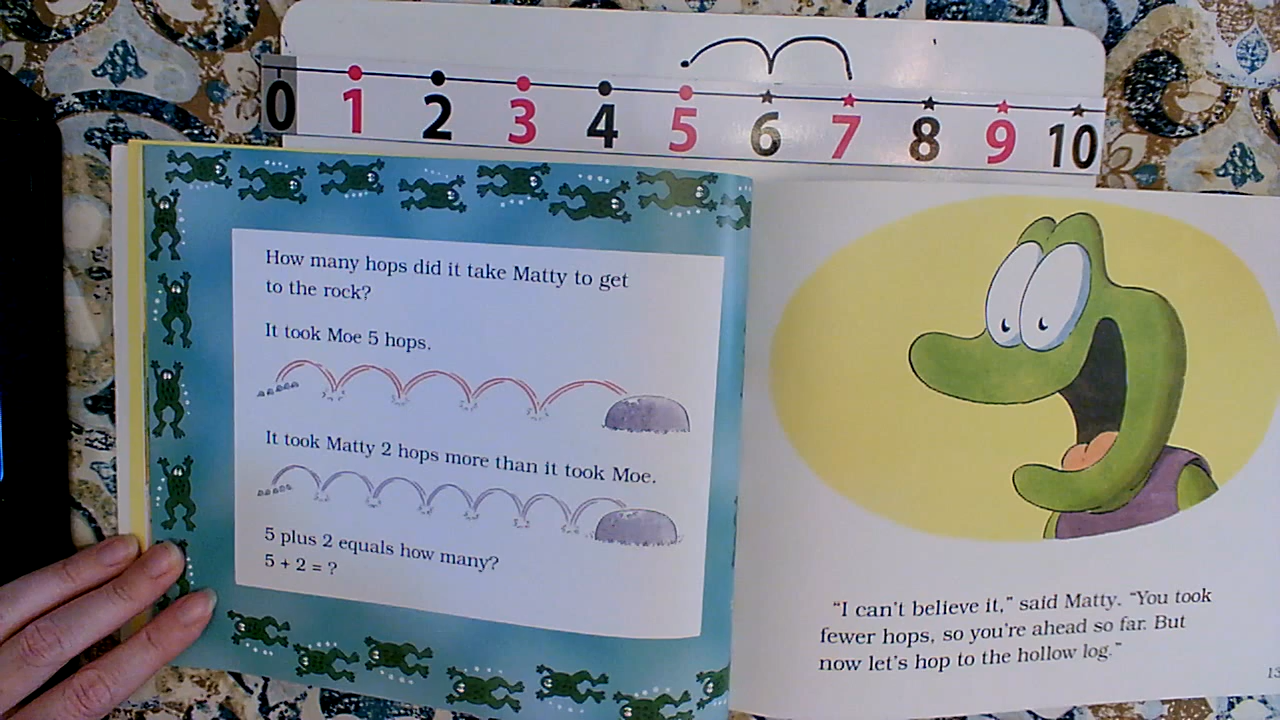 0 1 2 3 4 5 6 7 8 9 10
How many hops did it take Matty to get
to the rock?
It took Moe 5 hops.
It took Matty 2 hops more than it took Moe.
5 plus 2 equals how many?
5 + 2 = ?
"I can't believe it," said Matty. "You took
fewer hops, so you're ahead so far. But
now let's hop to the hollow log."